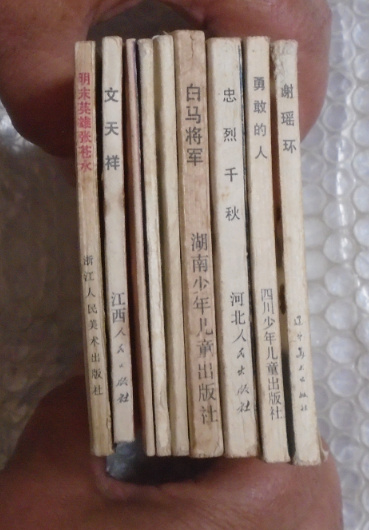 明末英雄张苍水
浙江人民美术出版社
文天祥
江西人民出版社
白马将军
湖南少年儿童出版社
忠烈千秋
河北人民出版社
勇敢的人
四川少年儿童出版社
谢瑶环